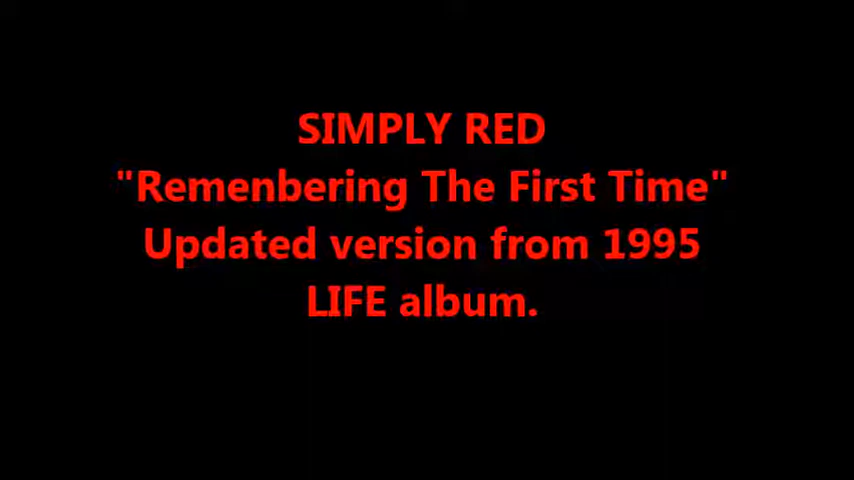 SIMPLY RED
"Remenbering The First Time"
Updated version from 1995
LIFE album.